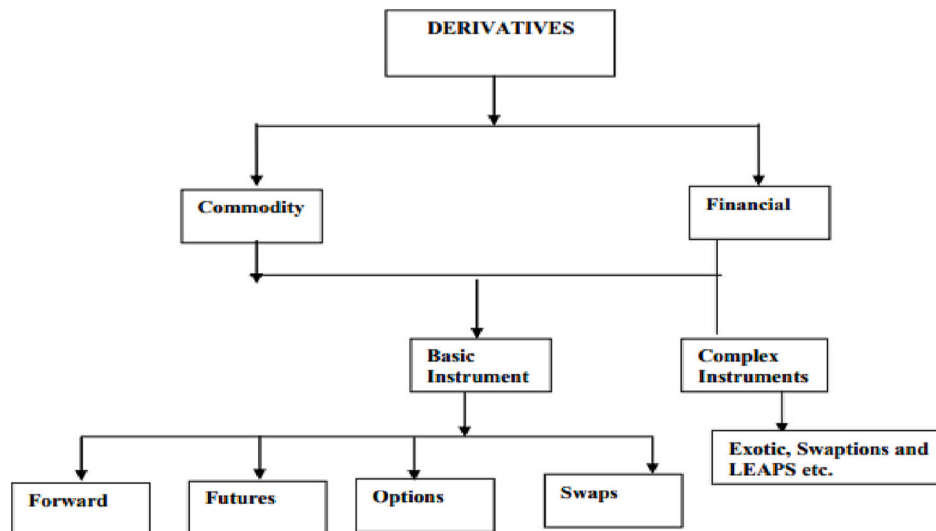 DERIVATIVES
Commodity
Financial
Basic
Instrument
Complex
Instruments
Exotic, Swaptions and
LEAPS etc.
Forward
Futures
Options
Swaps